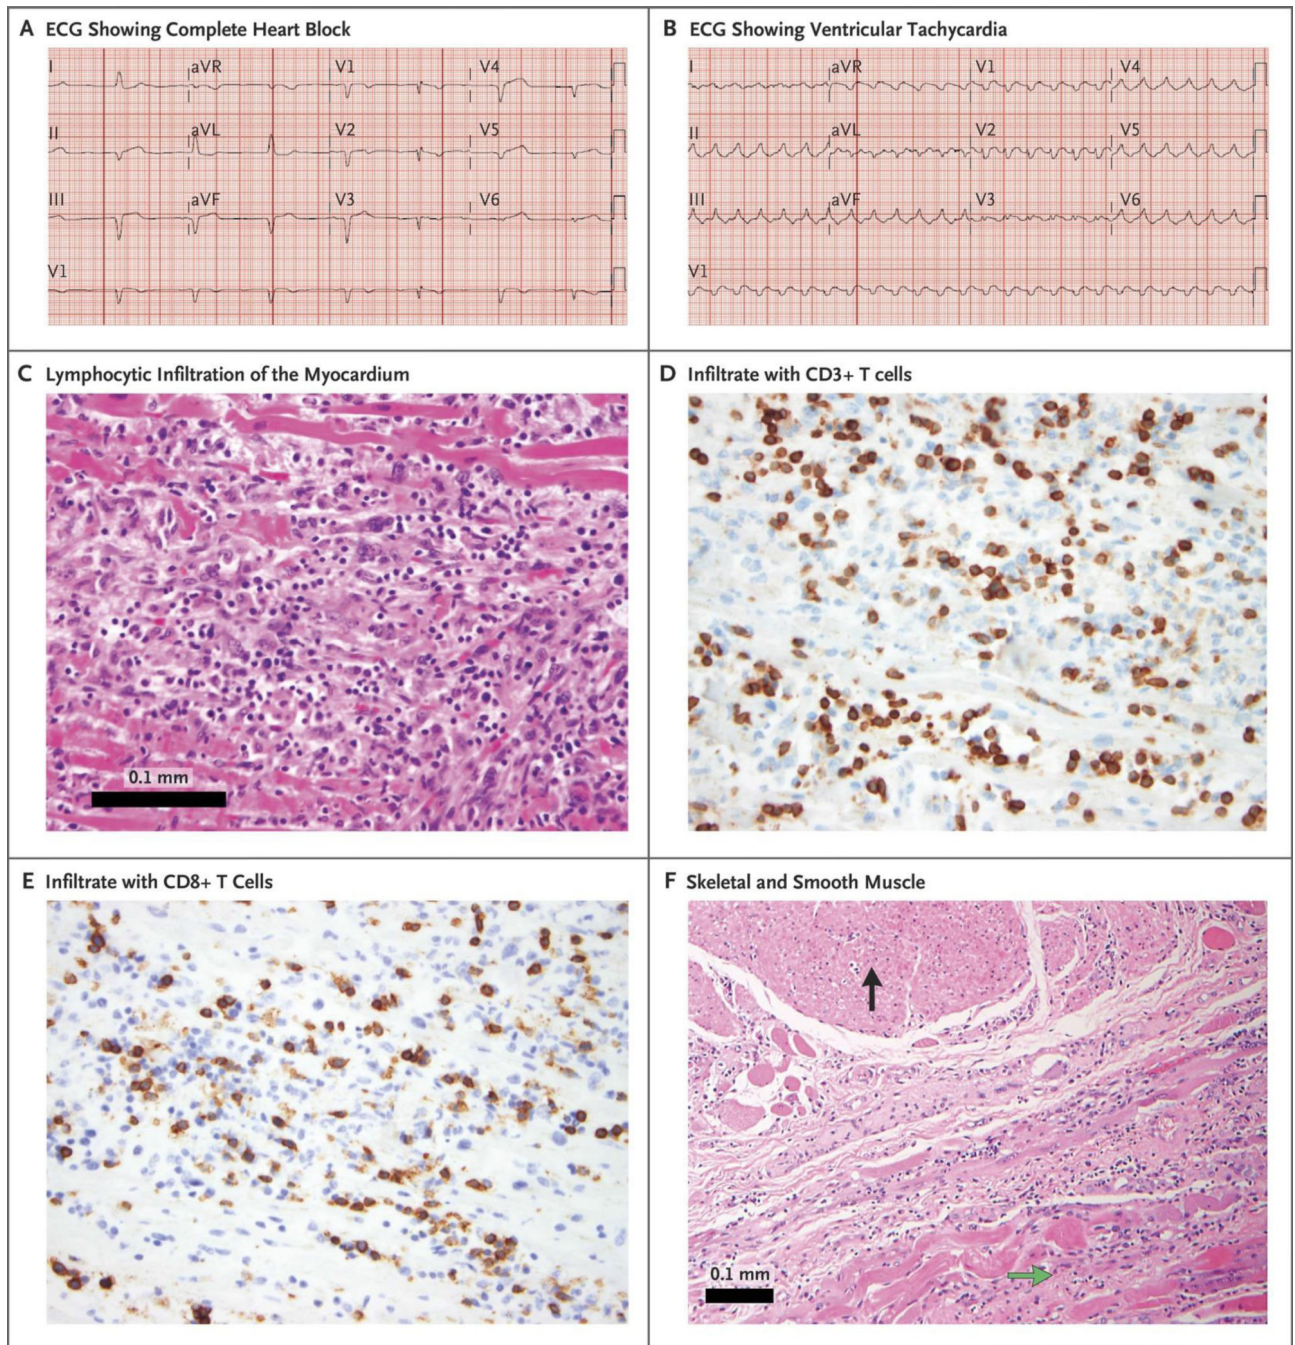 A ECG Showing Complete Heart Block
I aVR V1 V4
II aVL V2 V5
III aVF V3 V6
V1
B ECG Showing Ventricular Tachycardia
I aVR V1 V4
II aVL V2 V5
III aVF V3 V6
V1
C Lymphocytic Infiltration of the Myocardium
0.1 mm
D Infiltrate with CD3+ T cells
E Infiltrate with CD8+ T Cells
F Skeletal and Smooth Muscle
0.1 mm